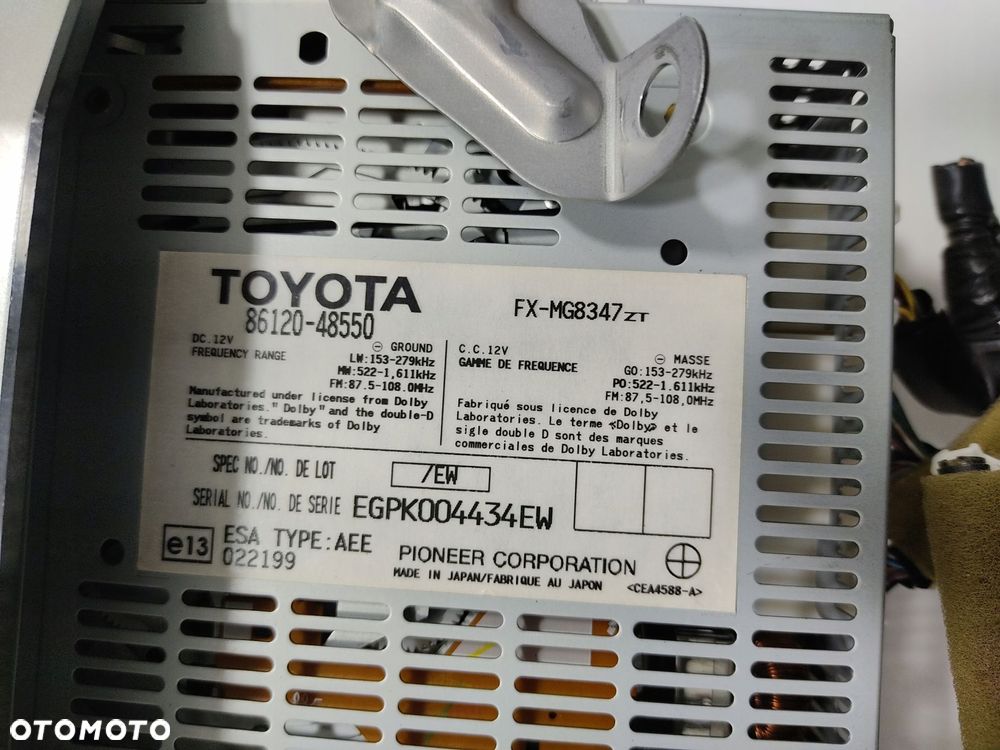 TOYOTA
86120-48550
FX-MG8347ZT
DC.12V
⊖ GROUND
FREQUENCY RANGE
LW:153-279kHz
MW:522-1,611kHz
FM:87.5-108.0MHz
Manufactured under license from Dolby
Laboratories." Dolby" and the double-D
symbol are trademarks of Dolby
Laboratories.
C.C.12V
⊖ MASSE
GAMME DE FREQUENCE
GO:153-279kHz
PO:522-1.611kHz
FM:87,5-108,0MHz
Fabriqué sous licence de Dolby
Laboratories. Le terme «Dolby» et le
sigle double D sont des marques
commerciales de Dolby Laboratories.
SPEC NO./NO. DE LOT /EW
SERIAL NO./NO. DE SERIE EGPK004434EW
e13 ESA TYPE:AEE
022199
PIONEER CORPORATION
MADE IN JAPAN/FABRIQUE AU JAPON
<CEA4588-A>
OTOMOTO